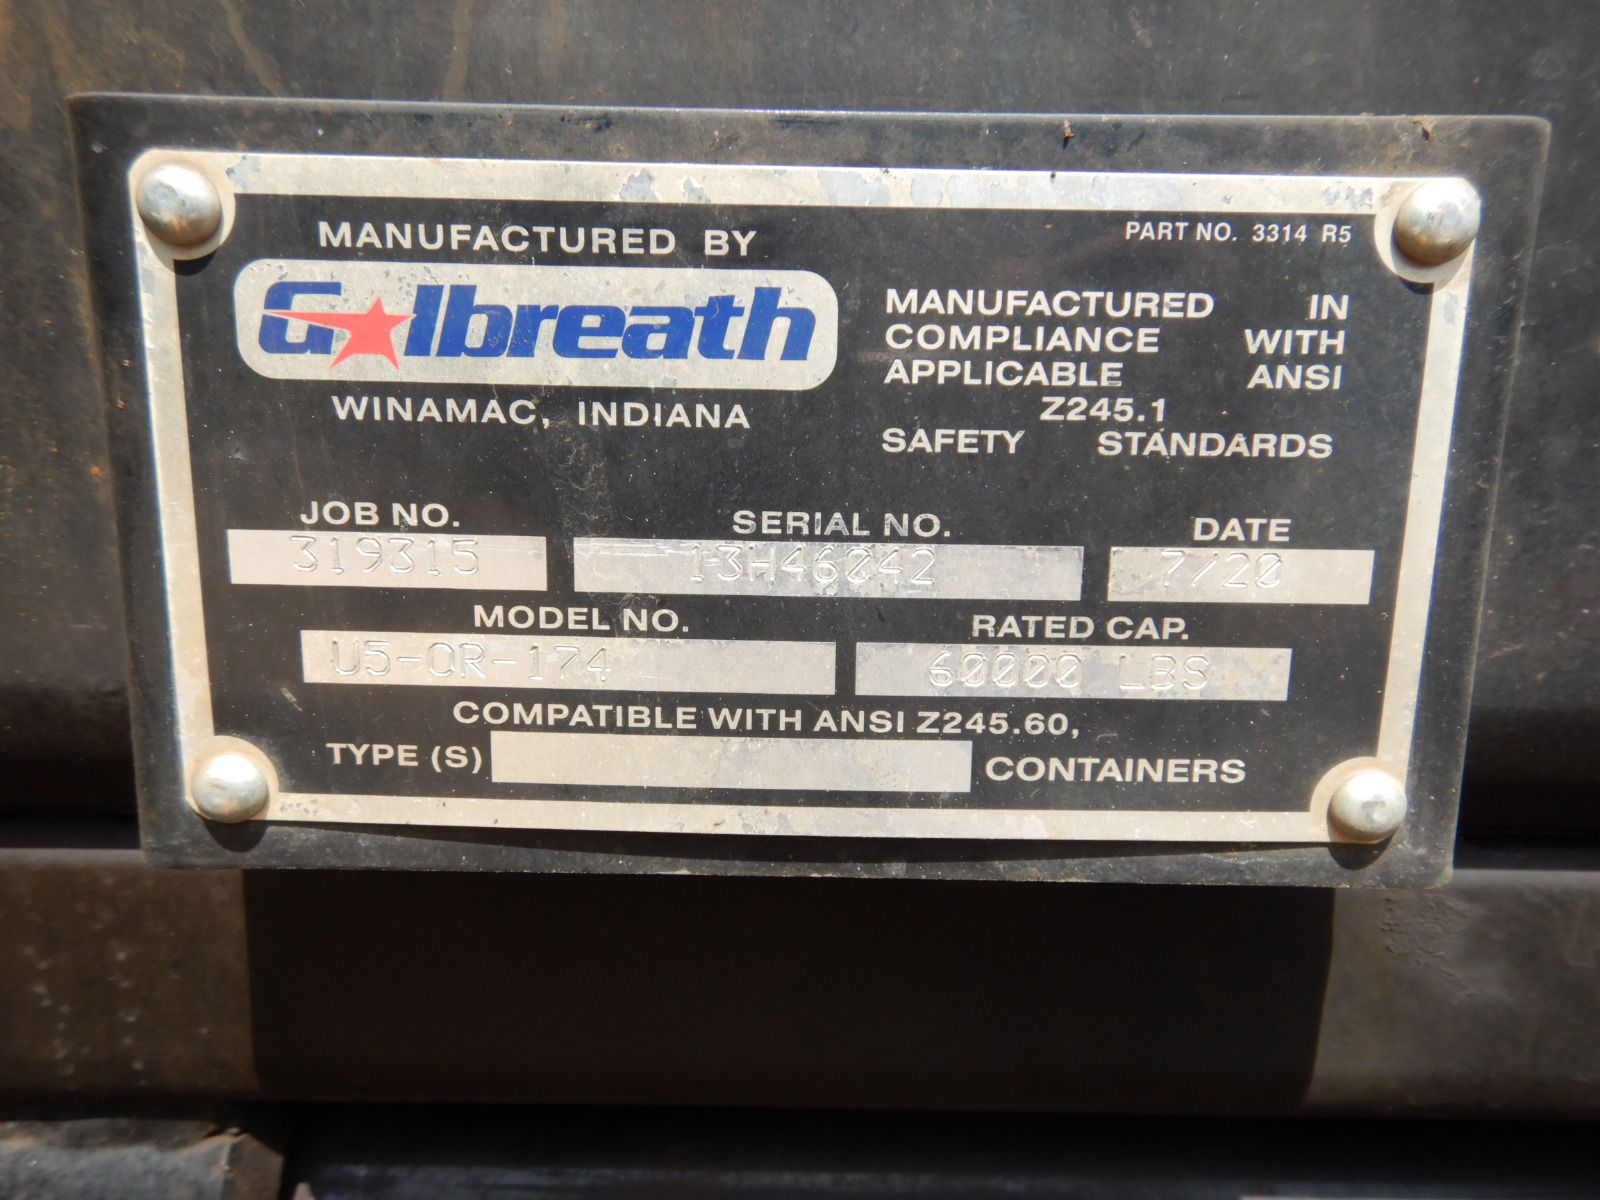 MANUFACTURED BY
Galbreath
WINAMAC, INDIANA
PART NO. 3314 R5
MANUFACTURED IN
COMPLIANCE WITH
APPLICABLE ANSI
Z245.1
SAFETY STANDARDS
JOB NO. SERIAL NO. DATE
319315 13H46042 7/20
MODEL NO. RATED CAP.
U5-OR-174 60000 LBS
COMPATIBLE WITH ANSI Z245.60,
TYPE (S) CONTAINERS